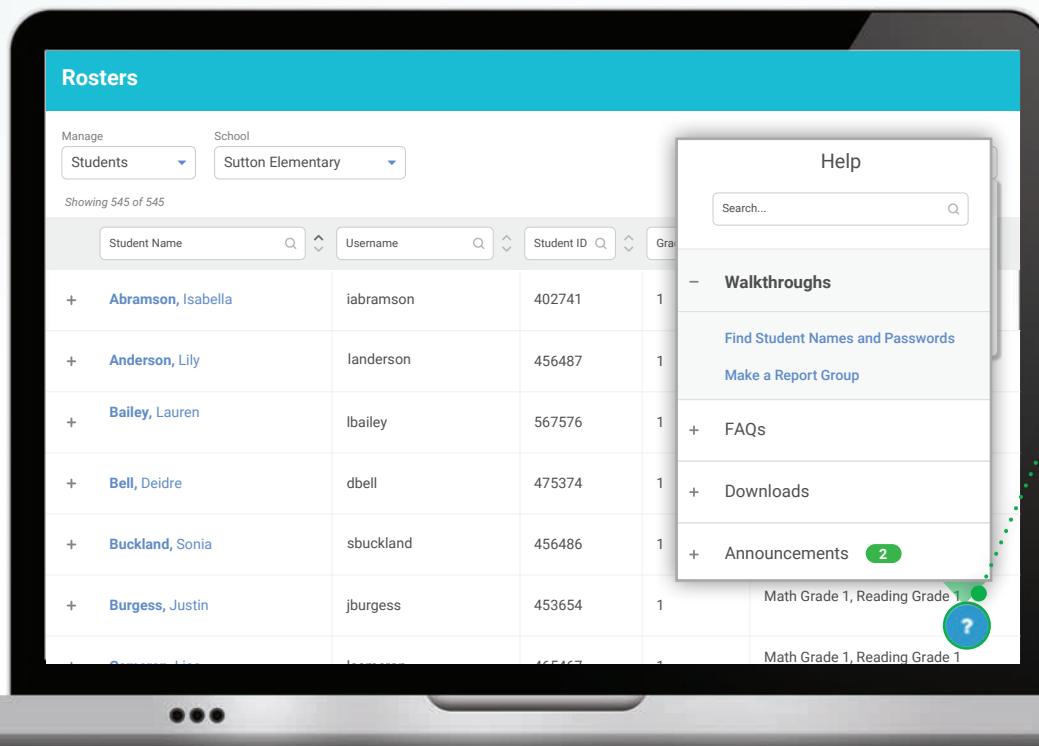 Rosters
Manage
School
Students
Sutton Elementary
Showing 545 of 545
Student Name
Username
Student ID
Abramson, Isabella
iabramson
402741
1
Anderson, Lily
landerson
456487
1
Bailey, Lauren
lbailey
567576
1
Bell, Deidre
dbell
475374
1
Buckland, Sonia
sbuckland
456486
1
Burgess, Justin
jburgess
453654
1
Math Grade 1, Reading Grade 1
Math Grade 1, Reading Grade 1
Help
Search...
Walkthroughs
Find Student Names and Passwords
Make a Report Group
FAQs
Downloads
Announcements 2
?